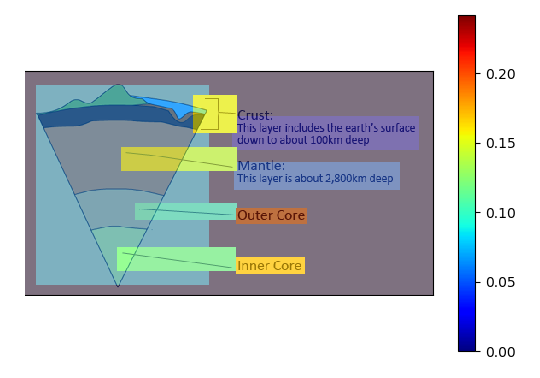 Crust:
This layer includes the earth's surface
down to about 100km deep
Mantle:
This layer is about 2,800km deep
Outer Core
Inner Core
0.20
0.15
0.10
0.05
0.00